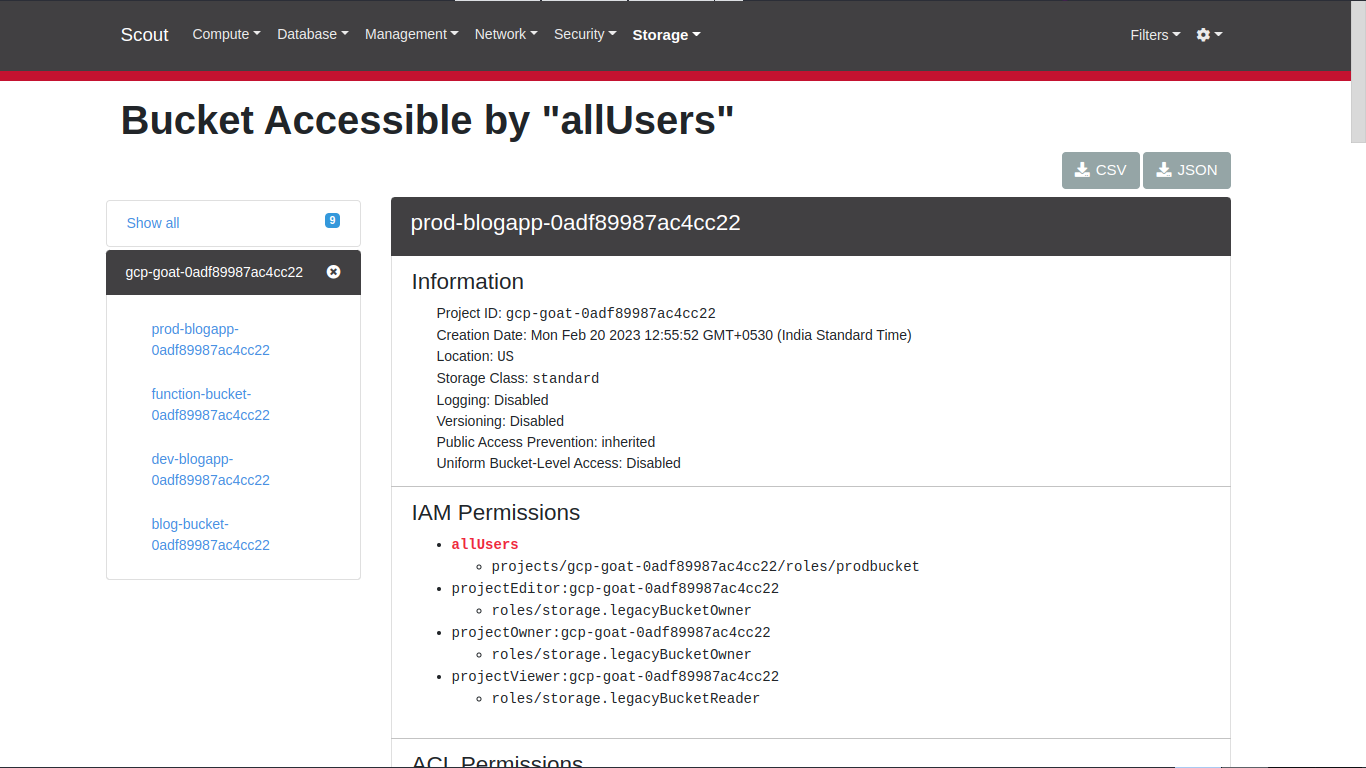 Scout Compute Database Management Network Security Storage Filters
Bucket Accessible by "allUsers"
CSV JSON
Show all 9
gcp-goat-0adf89987ac4cc22
prod-blogapp-
0adf89987ac4cc22
function-bucket-
0adf89987ac4cc22
dev-blogapp-
0adf89987ac4cc22
blog-bucket-
0adf89987ac4cc22
prod-blogapp-0adf89987ac4cc22
Information
Project ID: gcp-goat-0adf89987ac4cc22
Creation Date: Mon Feb 20 2023 12:55:52 GMT+0530 (India Standard Time)
Location: US
Storage Class: standard
Logging: Disabled
Versioning: Disabled
Public Access Prevention: inherited
Uniform Bucket-Level Access: Disabled
IAM Permissions
allUsers
projects/gcp-goat-0adf89987ac4cc22/roles/prodbucket
projectEditor:gcp-goat-0adf89987ac4cc22
roles/storage.legacyBucketOwner
projectOwner:gcp-goat-0adf89987ac4cc22
roles/storage.legacyBucketOwner
projectViewer:gcp-goat-0adf89987ac4cc22
roles/storage.legacyBucketReader
ACL Permissions